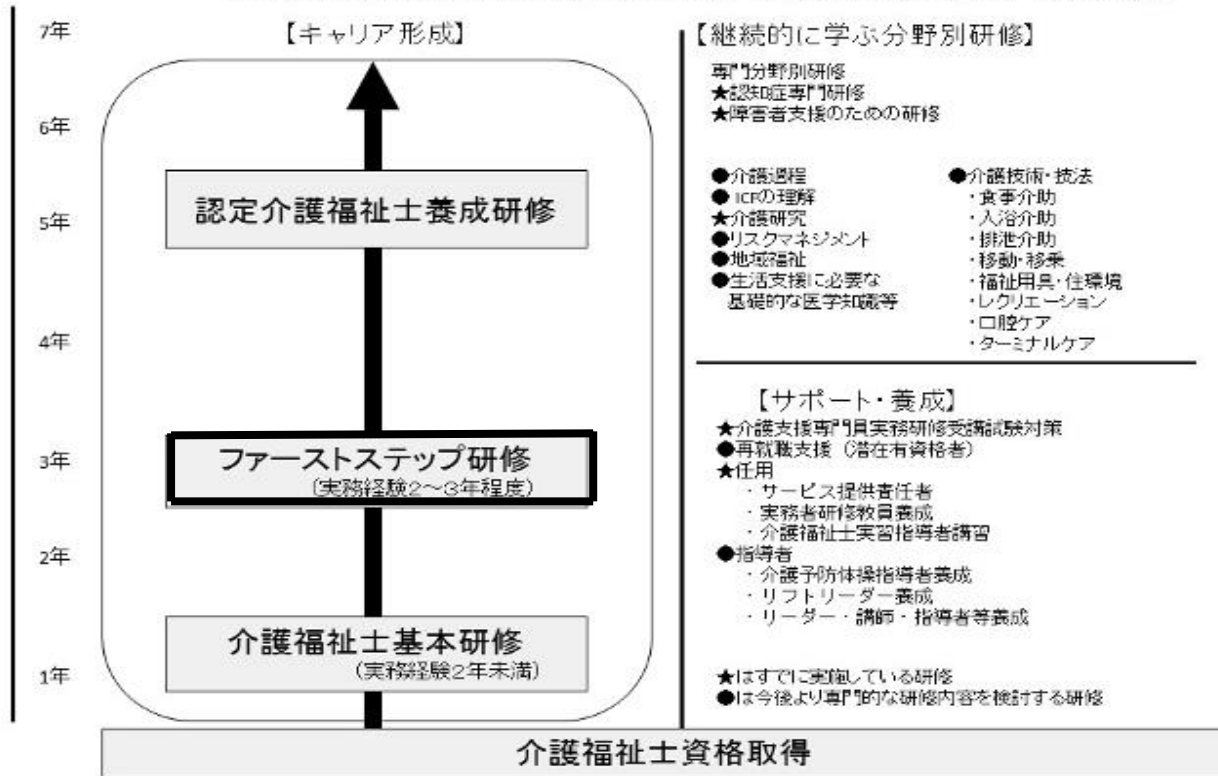 7年
6年
5年
4年
3年
2年
1年
【キャリア形成】
認定介護福祉士養成研修
ファーストステップ研修
(実務経験2～3年程度)
介護福祉士基本研修
(実務経験2年未満)
【継続的に学ぶ分野別研修】
専門分野別研修
★認知症専門研修
★障害者支援のための研修
●介護過程
●ICFの理解
★介護研究
●リスクマネジメント
●地域福祉
●生活支援に必要な
基礎的な医学知識等
●介護技術・技法
・食事介助
・入浴介助
・排泄介助
・移動・移乗
・福祉用具・住環境
・レクリエーション
・口腔ケア
・ターミナルケア
【サポート・養成】
★介護支援専門員実務研修受講試験対策
●再就職支援（潜在有資格者）
★任用
・サービス提供責任者
・実務者研修教員養成
・介護福祉士実習指導者講習
●指導者
・介護予防体操指導者養成
・リフトリーダー養成
・リーダー・講師・指導者等養成
★はすでに実施している研修
●は今後より専門的な研修内容を検討する研修
介護福祉士資格取得